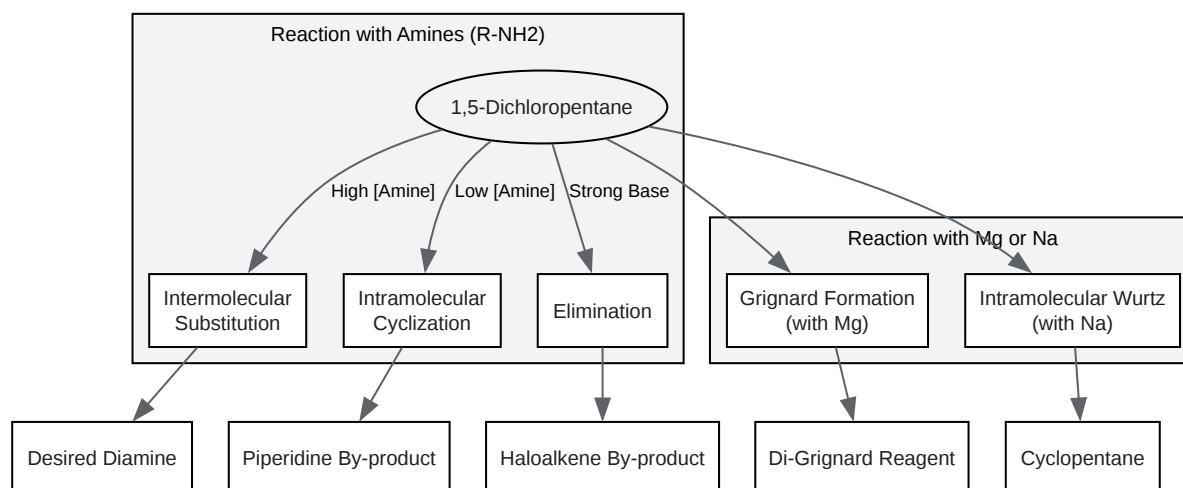 Reaction with Amines (R-NH2)
1,5-Dichloropentane
High [Amine]
Low [Amine]
Strong Base
Reaction with Mg or Na
Intermolecular
Substitution
Intramolecular
Cyclization
Elimination
Grignard Formation
(with Mg)
Intramolecular Wurtz
(with Na)
Desired Diamine
Piperidine By-product
Haloalkene By-product
Di-Grignard Reagent
Cyclopentane